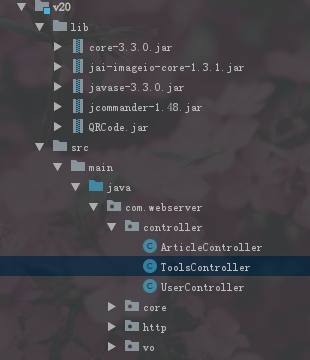 v20
lib
core-3.3.0.jar
jai-imageio-core-1.3.1.jar
javase-3.3.0.jar
jcommander-1.48.jar
QRCode.jar
src
main
java
com.webserver
controller
ArticleController
ToolsController
UserController
core
http
vo